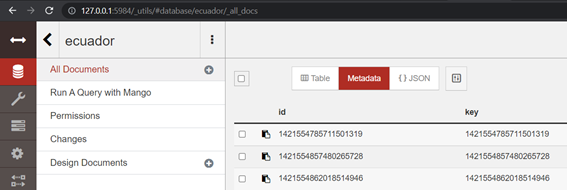 127.0.0.1:5984/_utils/#database/ecuador/_all_docs
ecuador
All Documents
Run A Query with Mango
Permissions
Changes
Design Documents
Table
Metadata
{} JSON
id key
1421554785711501319 1421554785711501319
1421554857480265728 1421554857480265728
1421554862018514946 1421554862018514946